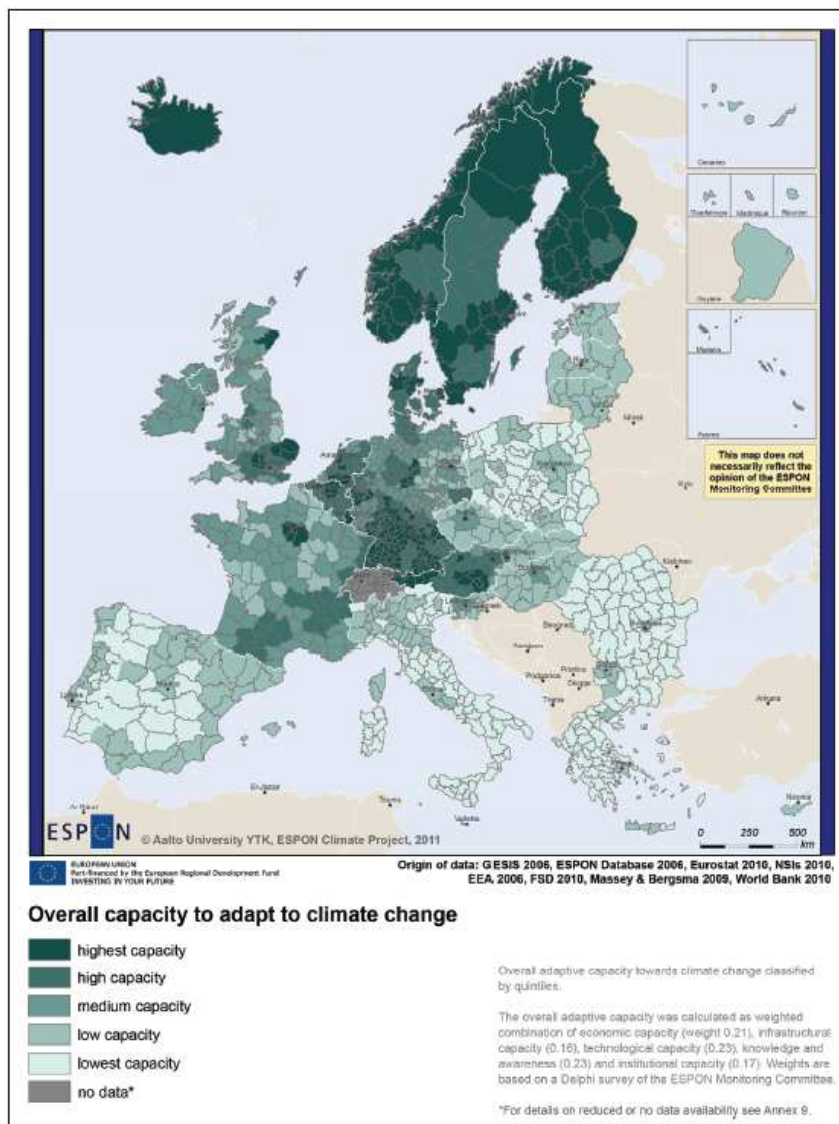 Canarias
Guadeloupe
Martinique
Réunion
Guyane
Madeira
This map does not
necessarily reflect the
opinion of the ESPON
Monitoring Committee
Minsk
Kyiv
Beograd
Sarajevo
Podgorica
Pristina
Skopje
Tirana
Ankara
El-Jazair
Tounis
Ar Ribat
Valletta
ESPON
© Aalto University YTK, ESPON Climate Project, 2011
0 250 500
km
EUROPEAN UNION
Part-financed by the European Regional Development Fund
INVESTING IN YOUR FUTURE
Origin of data: GESIS 2006, ESPON Database 2006, Eurostat 2010, NSIs 2010,
EEA 2006, FSD 2010, Massey & Bergsma 2009, World Bank 2010
Overall capacity to adapt to climate change
highest capacity
high capacity
medium capacity
low capacity
lowest capacity
no data*
Overall adaptive capacity towards climate change classified
by quintiles.
The overall adaptive capacity was calculated as weighted
combination of economic capacity (weight 0.21), infrastructural
capacity (0.16), technological capacity (0.23), knowledge and
awareness (0.23) and institutional capacity (0.17). Weights are
based on a Delphi survey of the ESPON Monitoring Committee.
*For details on reduced or no data availability see Annex 9.